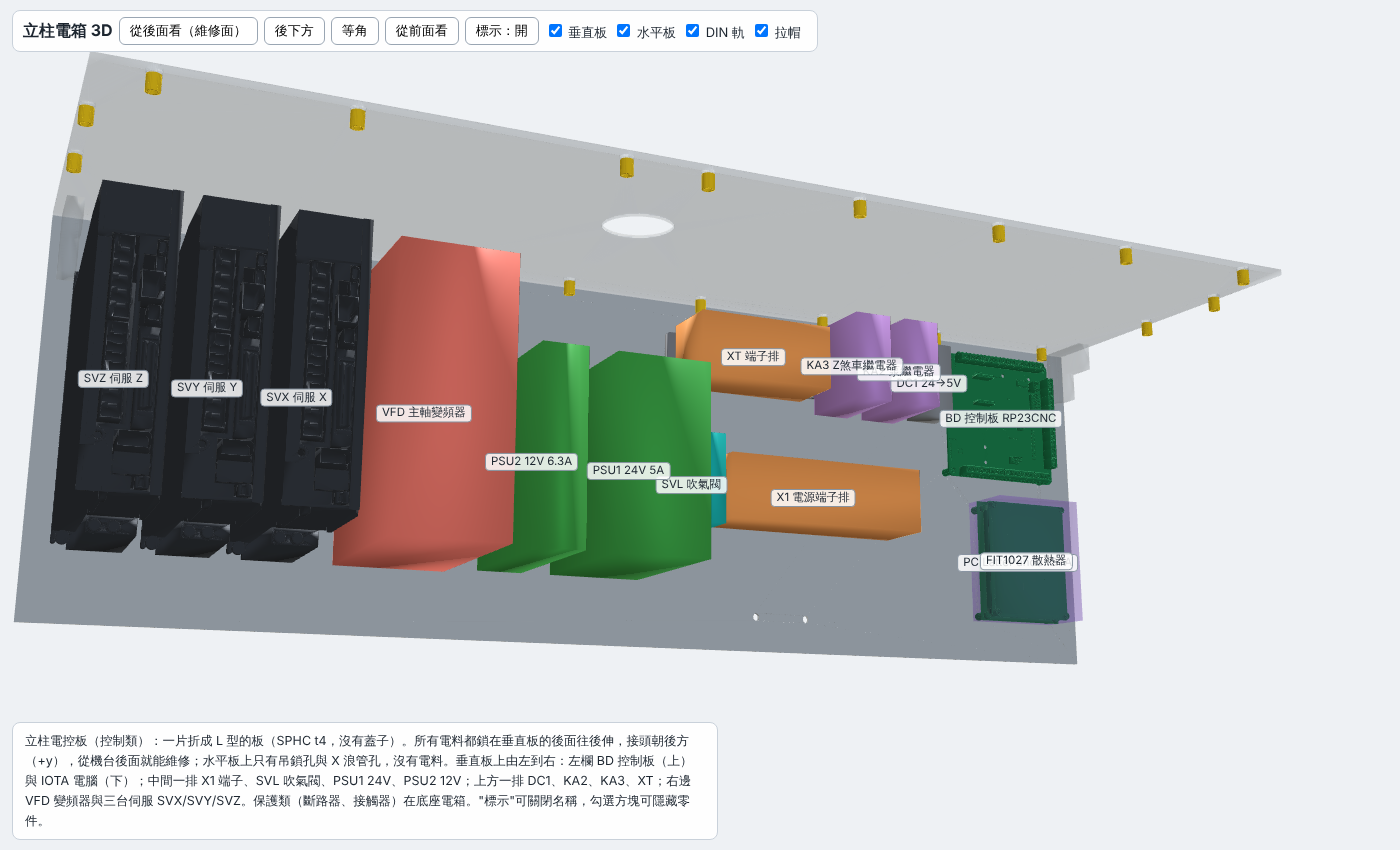 立柱電箱 3D
從後面看（維修面）
後下方
等角
從前面看
標示：開
垂直板
水平板
DIN 軌
拉帽
SVZ 伺服 Z
SVY 伺服 Y
SVX 伺服 X
VFD 主軸變頻器
PSU2 12V 6.3A
PSU1 24V 5A
SVL 吹氣閥
XT 端子排
KA3 Z煞車繼電器
繼電器
DC1 24→5V
BD 控制板 RP23CNC
X1 電源端子排
PC
FIT1027 散熱器
立柱電控板（控制類）：一片折成 L 型的板（SPHC t4，沒有蓋子）。所有電料都鎖在垂直板的後面往後伸，接頭朝後方
（+y），從機台後面就能維修；水平板上只有吊鎖孔與 X 浪管孔，沒有電料。垂直板上由左到右：左欄 BD 控制板（上）
與 IOTA 電腦（下）；中間一排 X1 端子、SVL 吹氣閥、PSU1 24V、PSU2 12V；上方一排 DC1、KA2、KA3、XT；右邊
VFD 變頻器與三台伺服 SVX/SVY/SVZ。保護類（斷路器、接觸器）在底座電箱。"標示"可關閉名稱，勾選方塊可隱藏零
件。